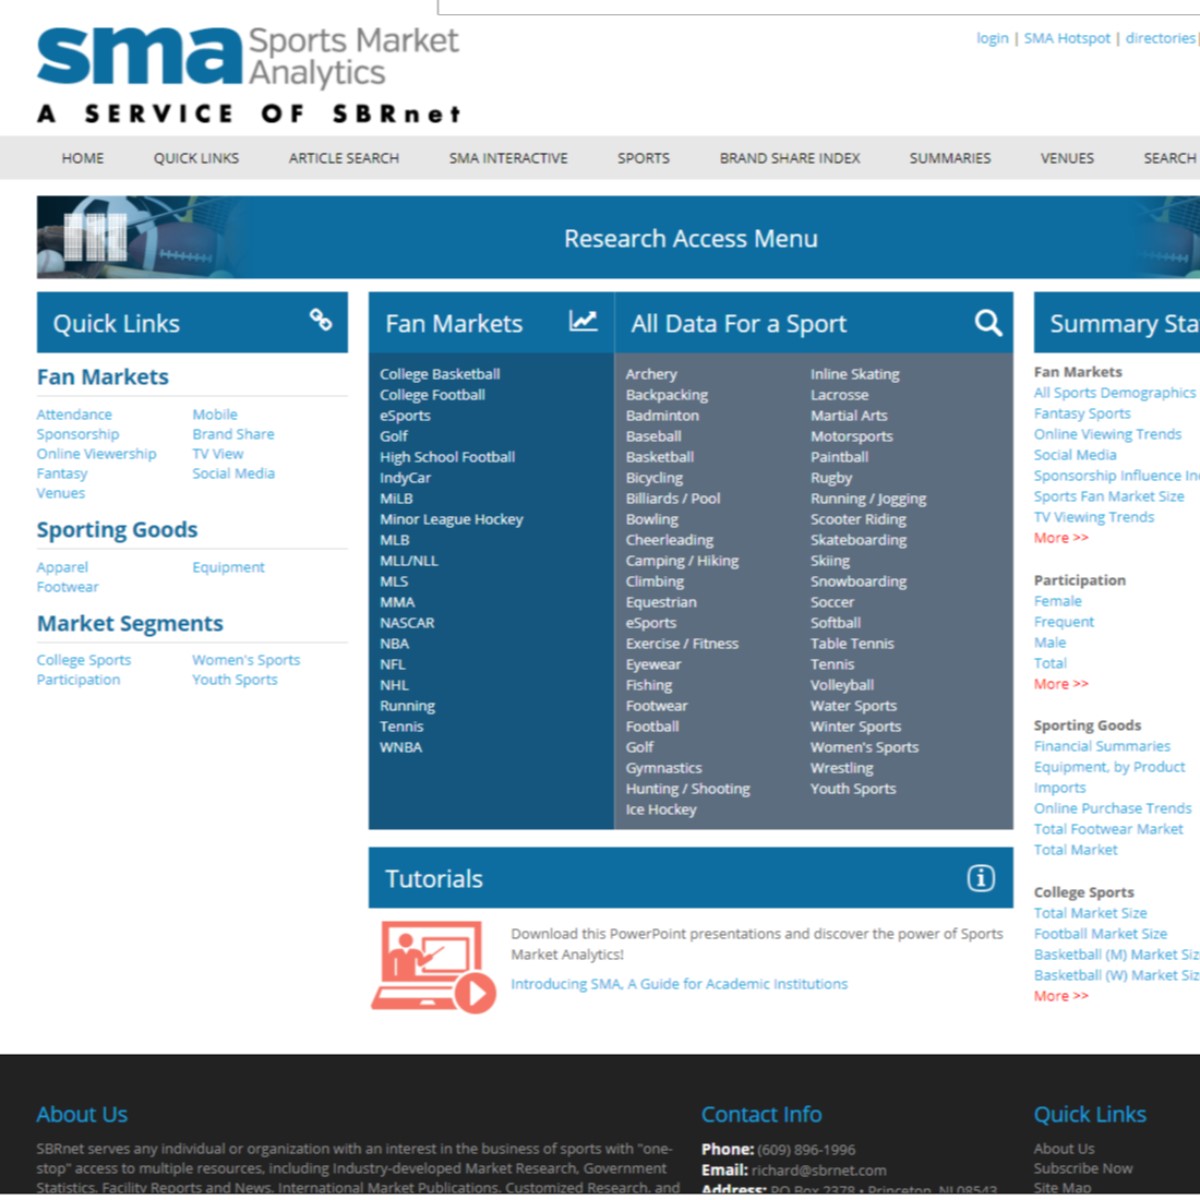 sma Sports Market
Analytics
A SERVICE OF SBRnet
login | SMA Hotspot | directories|
HOME QUICK LINKS ARTICLE SEARCH SMA INTERACTIVE SPORTS BRAND SHARE INDEX SUMMARIES VENUES SEARCH
Research Access Menu
Quick Links
Fan Markets
Attendance Mobile
Sponsorship Brand Share
Online Viewership TV View
Fantasy Social Media
Venues
Sporting Goods
Apparel Equipment
Footwear
Market Segments
College Sports Women's Sports
Participation Youth Sports
Fan Markets
College Basketball
College Football
eSports
Golf
High School Football
IndyCar
MiLB
Minor League Hockey
MLB
MLL/NLL
MLS
MMA
NASCAR
NBA
NFL
NHL
Running
Tennis
WNBA
All Data For a Sport
Archery
Backpacking
Badminton
Baseball
Basketball
Bicycling
Billiards / Pool
Bowling
Cheerleading
Camping / Hiking
Climbing
Equestrian
eSports
Exercise / Fitness
Eyewear
Fishing
Footwear
Football
Golf
Gymnastics
Hunting / Shooting
Ice Hockey
Inline Skating
Lacrosse
Martial Arts
Motorsports
Paintball
Rugby
Running / Jogging
Scooter Riding
Skateboarding
Skiing
Snowboarding
Soccer
Softball
Table Tennis
Tennis
Volleyball
Water Sports
Winter Sports
Women's Sports
Wrestling
Youth Sports
Tutorials
Download this PowerPoint presentations and discover the power of Sports
Market Analytics!
Introducing SMA, A Guide for Academic Institutions
Summary Sta
Fan Markets
All Sports Demographics
Fantasy Sports
Online Viewing Trends
Social Media
Sponsorship Influence In
Sports Fan Market Size
TV Viewing Trends
More >>
Participation
Female
Frequent
Male
Total
More >>
Sporting Goods
Financial Summaries
Equipment, by Product
Imports
Online Purchase Trends
Total Footwear Market
Total Market
College Sports
Total Market Size
Football Market Size
Basketball (M) Market Siz
Basketball (W) Market Siz
More >>
About Us
SBRnet serves any individual or organization with an interest in the business of sports with "one-
stop" access to multiple resources, including Industry-developed Market Research, Government
Statistics, Facility Reports and News, International Market Publications, Customized Research, and
Contact Info
Phone: (609) 896-1996
Email: richard@sbrnet.com
Address: PO Box 2378 • Princeton, NJ 08543
Quick Links
About Us
Subscribe Now
Site Map